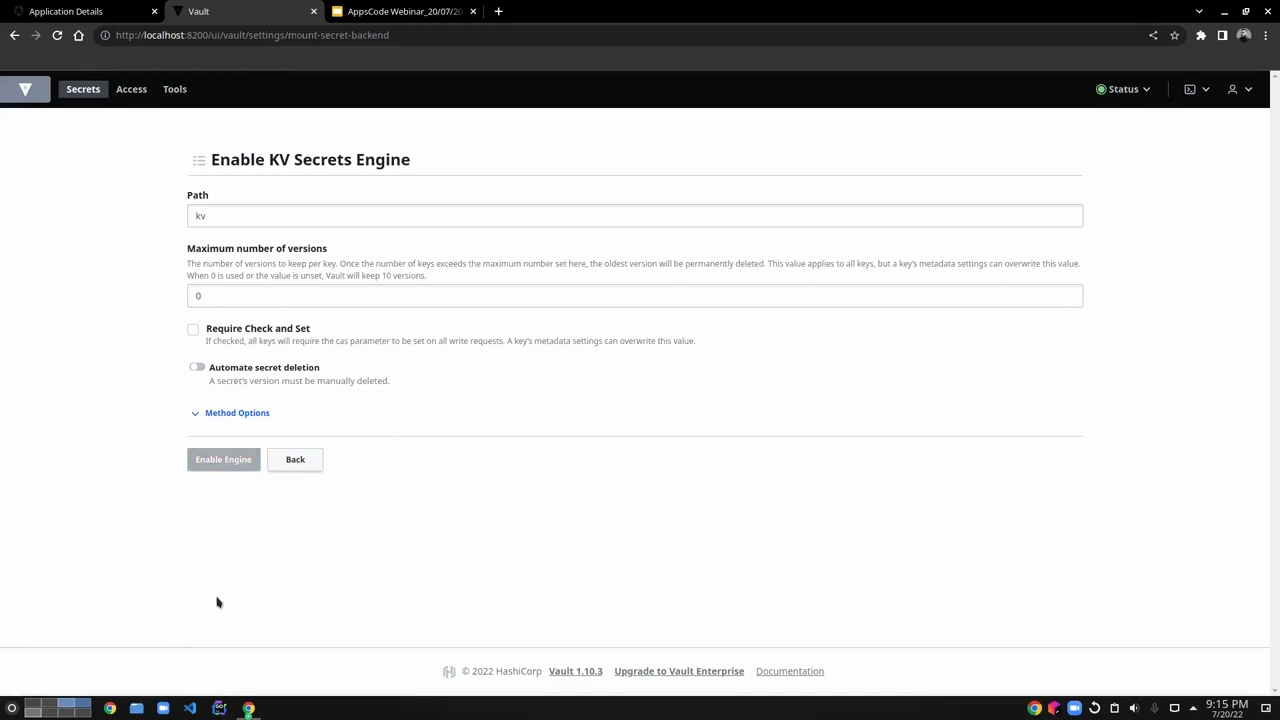 Application Details
Vault
AppsCode Webinar_20/07/20
http://localhost:8200/ui/vault/settings/mount-secret-backend
Secrets
Access
Tools
Status
Enable KV Secrets Engine
Path
kv
Maximum number of versions
The number of versions to keep per key. Once the number of keys exceeds the maximum number set here, the oldest version will be permanently deleted. This value applies to all keys, but a key's metadata settings can overwrite this value.
When 0 is used or the value is unset, Vault will keep 10 versions.
0
Require Check and Set
If checked, all keys will require the cas parameter to be set on all write requests. A key's metadata settings can overwrite this value.
Automate secret deletion
A secret's version must be manually deleted.
Method Options
Enable Engine
Back
© 2022 HashiCorp Vault 1.10.3 Upgrade to Vault Enterprise Documentation
9:15 PM
7/20/22